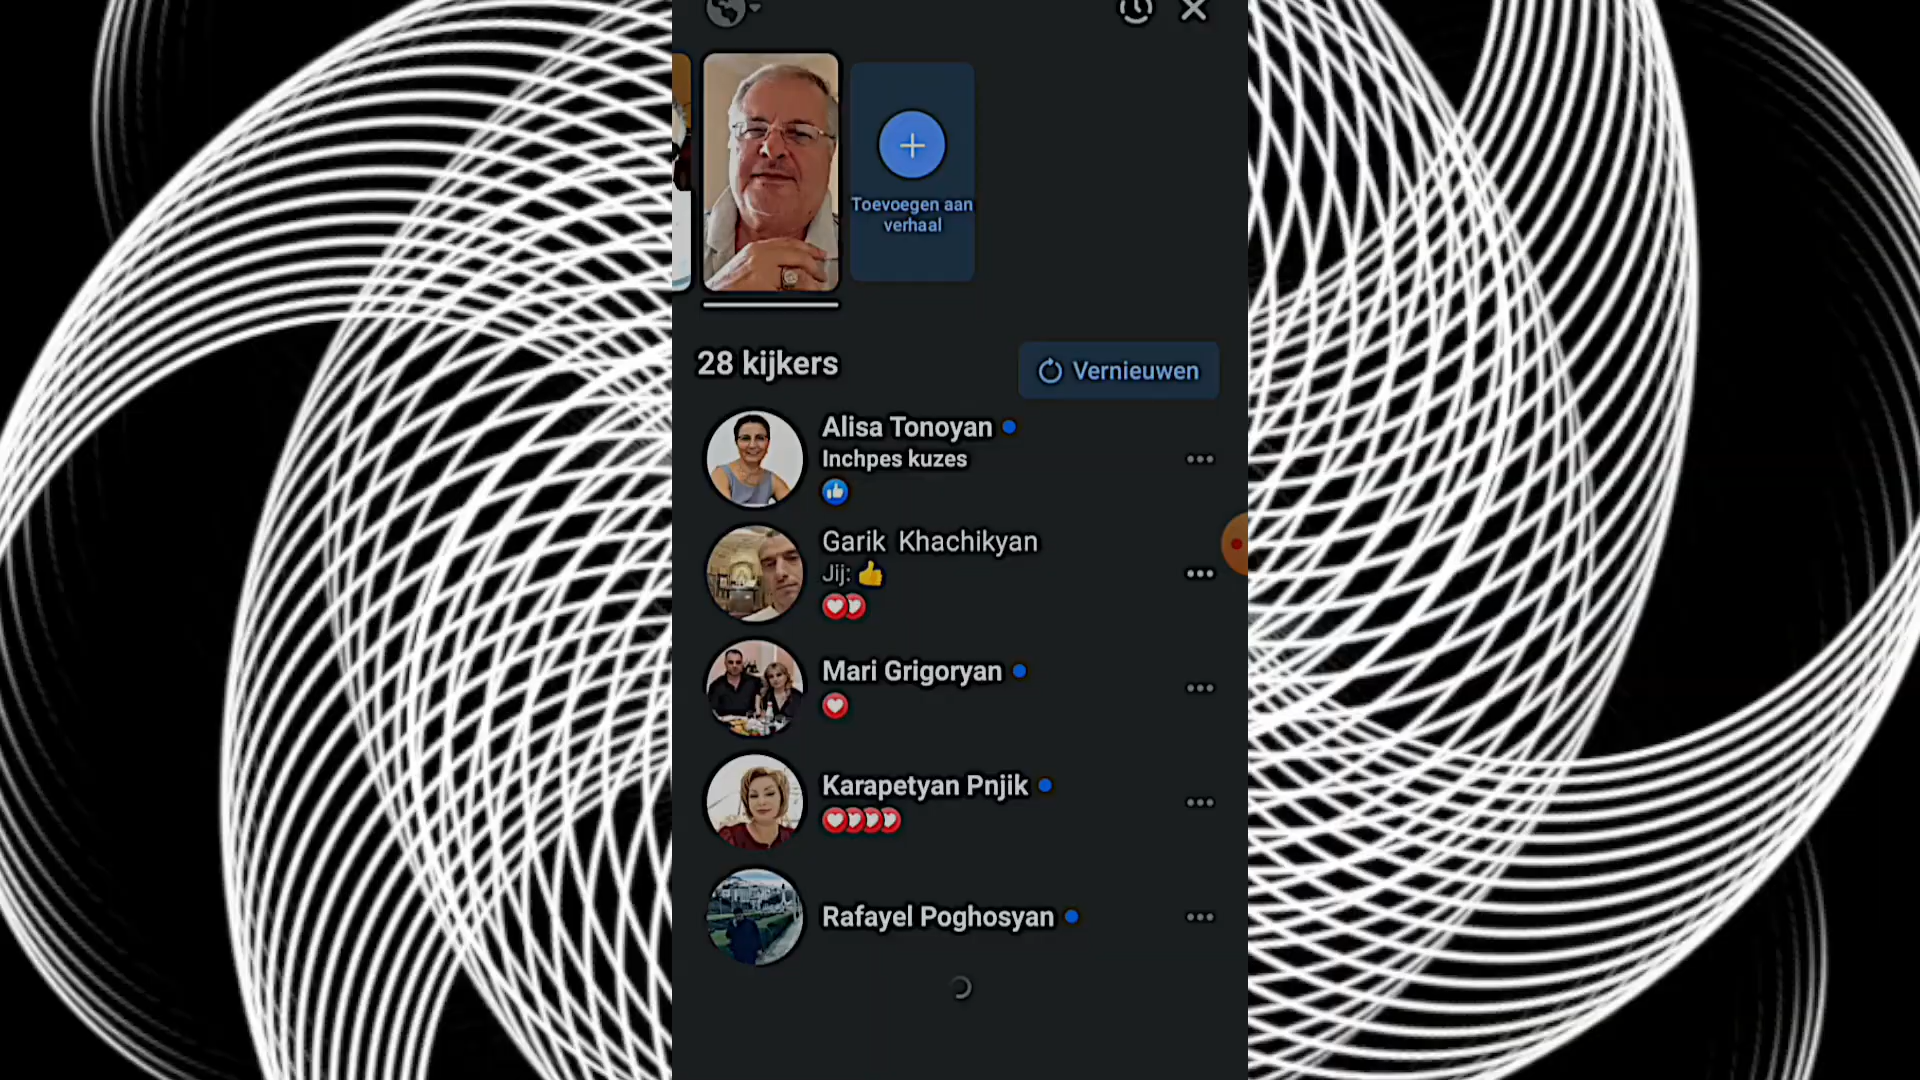 Toevoegen aan
verhaal
28 kijkers
Vernieuwen
Alisa Tonoyan
Inchpes kuzes
Garik Khachikyan
Jij: 👍
Mari Grigoryan
Karapetyan Pnjik
Rafayel Poghosyan